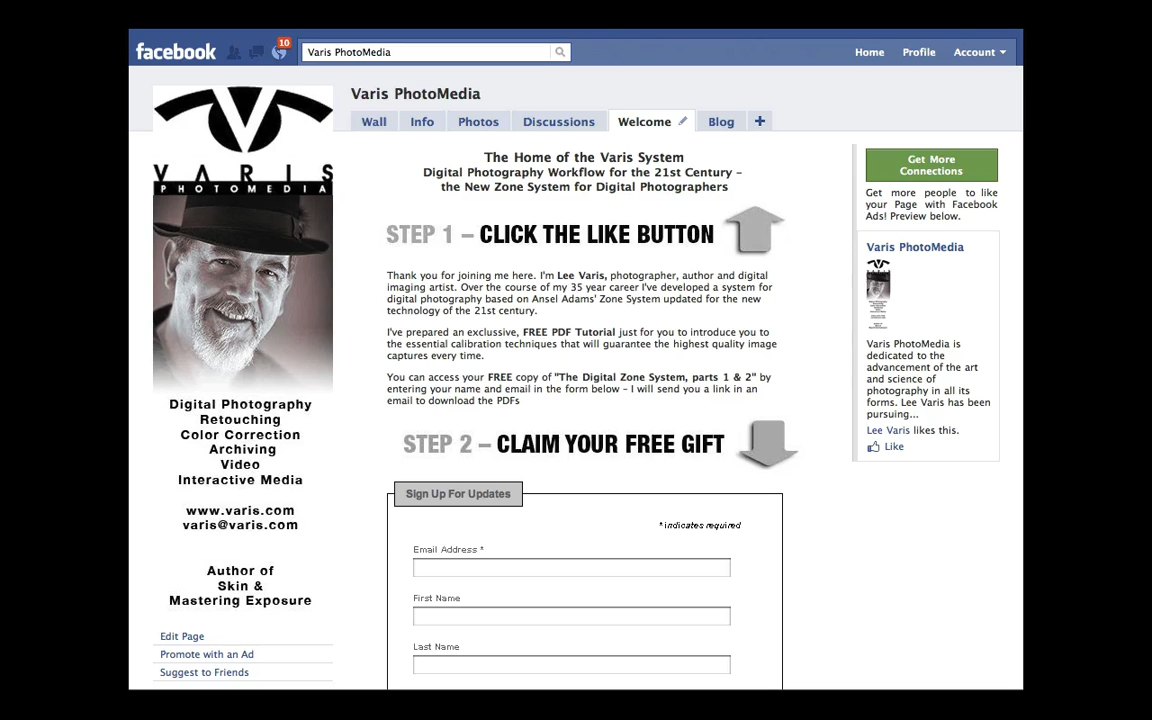 facebook
10
Varis PhotoMedia
Home
Profile
Account
Varis PhotoMedia
Wall
Info
Photos
Discussions
Welcome
Blog
+
VARIS
PHOTOMEDIA
Digital Photography
Retouching
Color Correction
Archiving
Video
Interactive Media
www.varis.com
varis@varis.com
Author of
Skin &
Mastering Exposure
Edit Page
Promote with an Ad
Suggest to Friends
The Home of the Varis System
Digital Photography Workflow for the 21st Century –
the New Zone System for Digital Photographers
STEP 1 – CLICK THE LIKE BUTTON
Thank you for joining me here. I'm Lee Varis, photographer, author and digital
imaging artist. Over the course of my 35 year career I've developed a system for
digital photography based on Ansel Adams' Zone System updated for the new
technology of the 21st century.
I've prepared an exclussive, FREE PDF Tutorial just for you to introduce you to
the essential calibration techniques that will guarantee the highest quality image
captures every time.
You can access your FREE copy of "The Digital Zone System, parts 1 & 2" by
entering your name and email in the form below – I will send you a link in an
email to download the PDFs
STEP 2 – CLAIM YOUR FREE GIFT
Sign Up For Updates
* indicates required
Email Address *
First Name
Last Name
Get More
Connections
Get more people to like
your Page with Facebook
Ads! Preview below.
Varis PhotoMedia
Varis PhotoMedia is
dedicated to the
advancement of the art
and science of
photography in all its
forms. Lee Varis has been
pursuing...
Lee Varis likes this.
Like